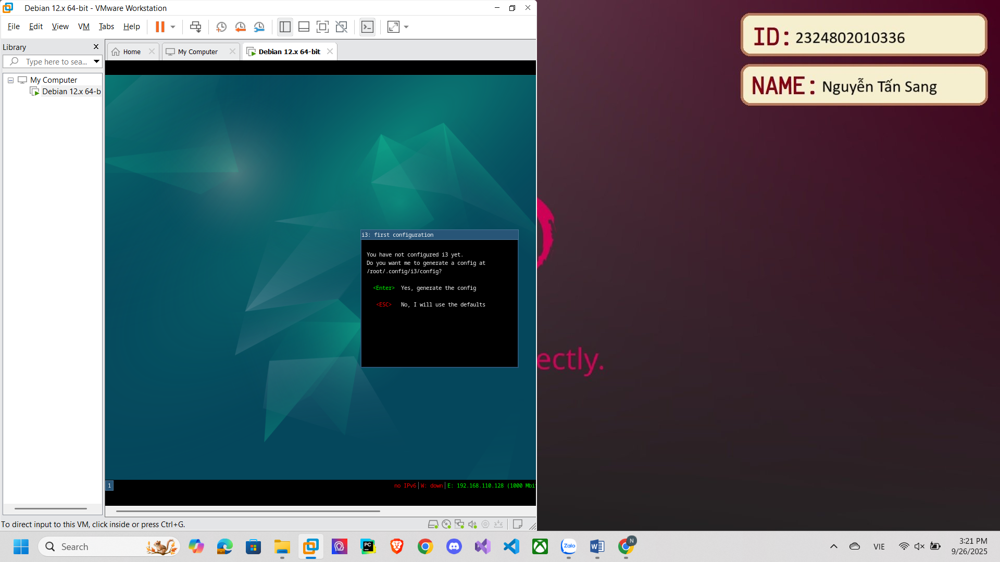 Debian 12.x 64-bit - VMware Workstation
File Edit View VM Tabs Help
Library
Type here to sea...
My Computer
Debian 12.x 64-b
Home
My Computer
Debian 12.x 64-bit
i3: first configuration
You have not configured i3 yet.
Do you want me to generate a config at
/root/.config/i3/config?
<Enter> Yes, generate the config
<ESC> No, I will use the defaults
1
no IPv6|W: down|E: 192.168.110.128 (1000 Mbi
To direct input to this VM, click inside or press Ctrl+G.
ID: 2324802010336
NAME: Nguyễn Tấn Sang
ectly.
Search
PC
Zalo
N
VIE
3:21 PM
9/26/2025